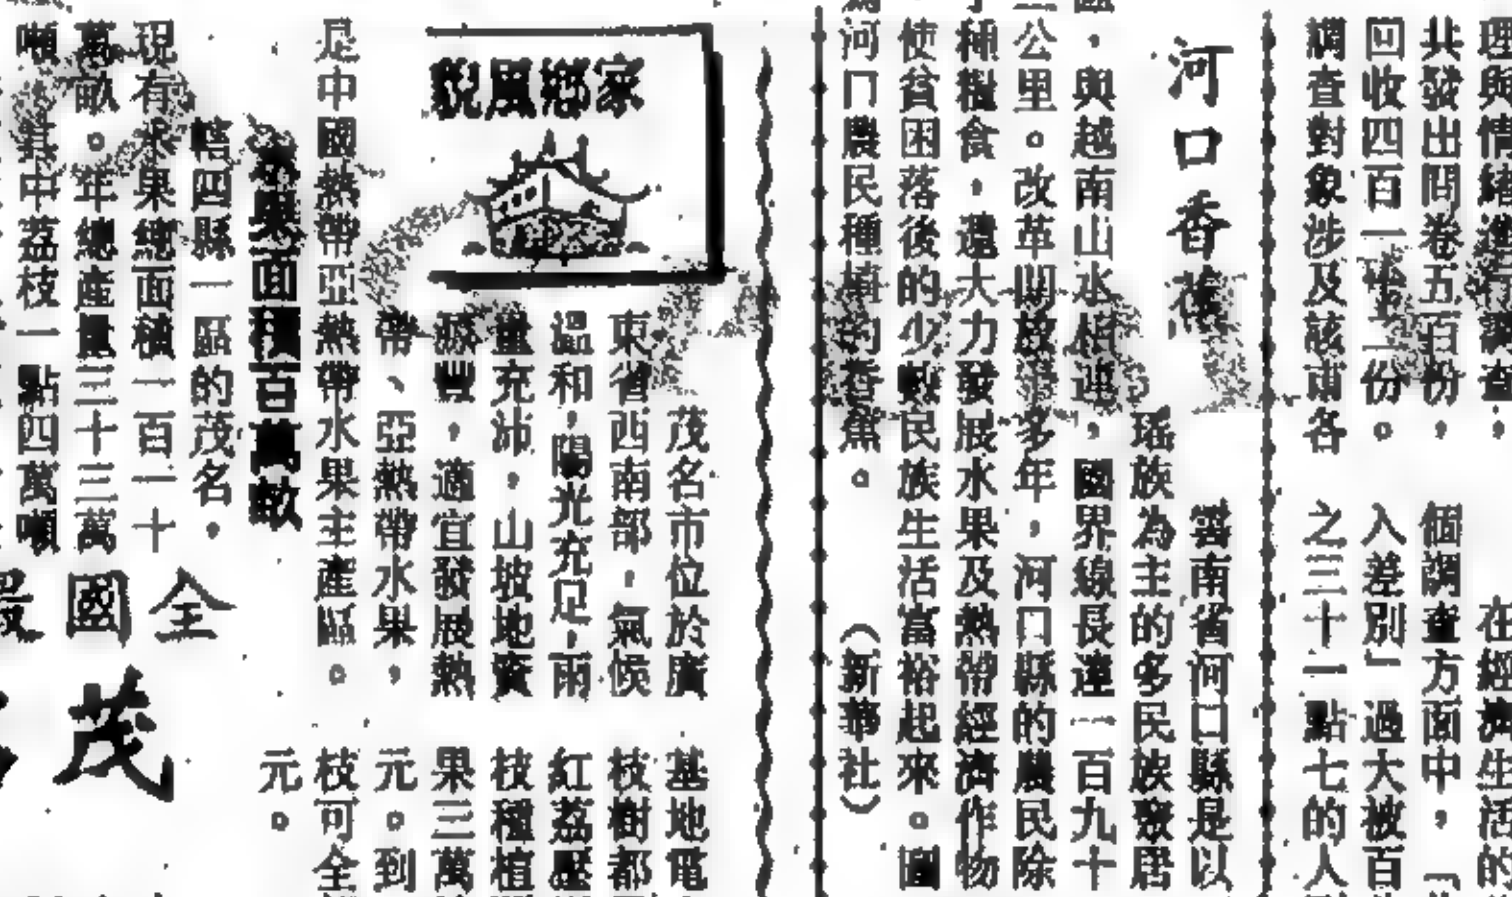 調查對象涉及該市各
回收四百一十二份。
共發出問卷五百份，
之三十一點七的人
入差別」過大被百
個調查方面中，「
在經濟生活的
河口香蕉
雲南省河口縣是以
瑤族為主的多民族聚居
，與越南山水相連，國界線長達一百九十
公里。改革開放多年，河口縣的農民除
種糧食，還大力發展水果及熱帶經濟作物
使貧困落後的少數民族生活富裕起來。圖
河口農民種植的香蕉。
（新華社）
家鄉風貌
茂名市位於廣
東省西南部，氣候
溫和，陽光充足，雨
量充沛，山坡地資
源豐，適宜發展熱
帶、亞熱帶水果，
是中國熱帶亞熱帶水果主產區。
面積百萬畝
轄四縣一區的茂名，
現有水果總面積一百二十
萬畝。年總產量三十三萬
噸，其中荔枝一點四萬噸
基地電
枝樹都
紅荔壓
枝種植
果三萬
元。到
枝可全
元。
全國最
茂